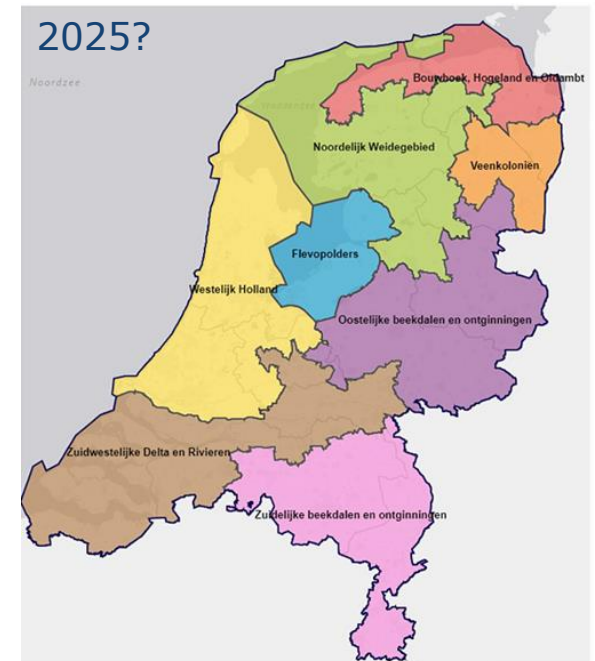 2025?
Noordzee
Bouwhoek, Hogeland en Oldambt
Noordelijk Weidegebied
Veenkoloniën
Flevopolders
Westelijk Holland
Oostelijke beekdalen en ontginningen
Zuidwestelijke Delta en Rivieren
Zuidelijke beekdalen en ontginningen